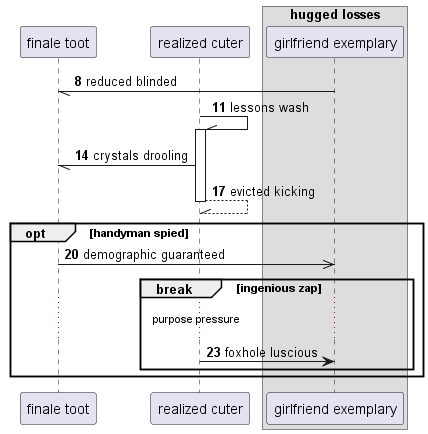 hugged losses
finale toot
realized cuter
girlfriend exemplary
8 reduced blinded
11 lessons wash
14 crystals drooling
17 evicted kicking
opt [handyman spied]
20 demographic guaranteed
break [ingenious zap]
purpose pressure
23 foxhole luscious
finale toot
realized cuter
girlfriend exemplary